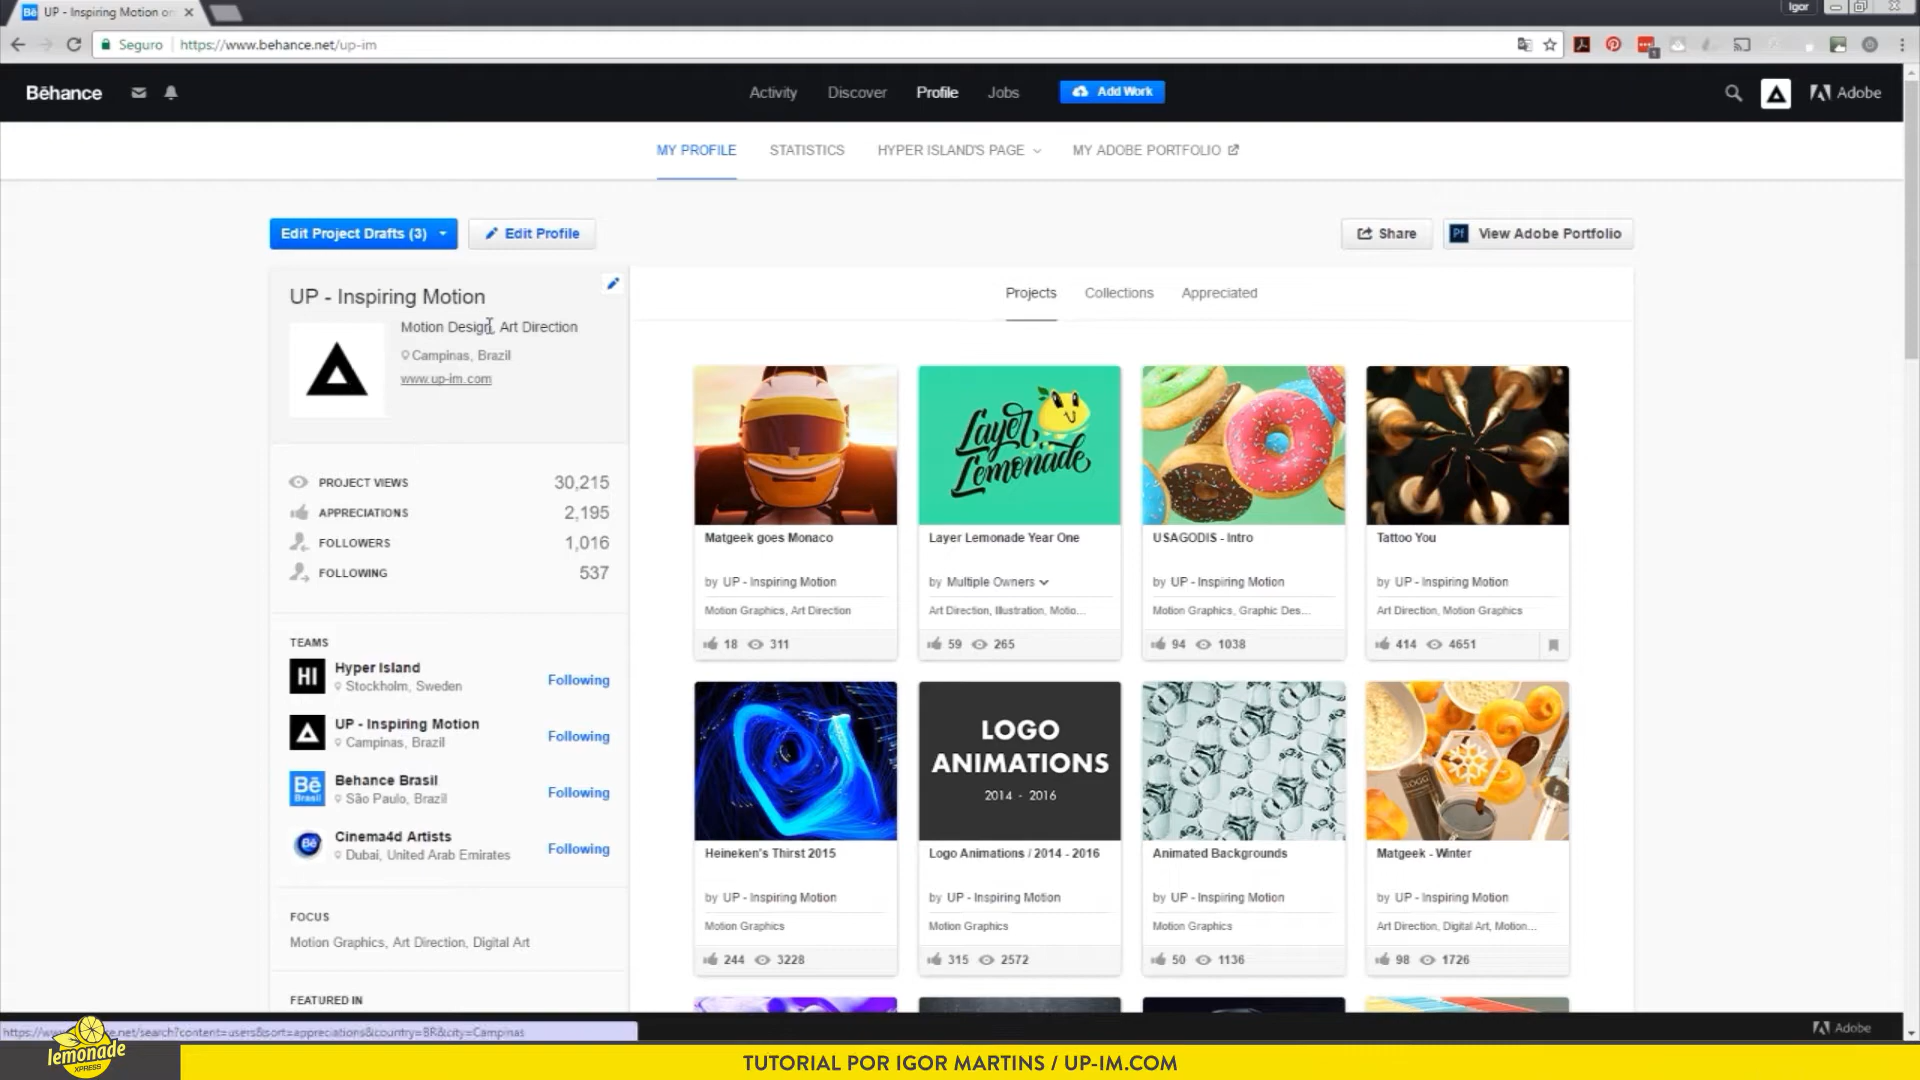 UP - Inspiring Motion on
Igor
Seguro https://www.behance.net/up-im
Bēhance
Activity Discover Profile Jobs Add Work
Adobe
MY PROFILE STATISTICS HYPER ISLAND'S PAGE MY ADOBE PORTFOLIO
Edit Project Drafts (3) Edit Profile
Share Pf View Adobe Portfolio
UP - Inspiring Motion
Motion Design, Art Direction
Campinas, Brazil
www.up-im.com
PROJECT VIEWS 30,215
APPRECIATIONS 2,195
FOLLOWERS 1,016
FOLLOWING 537
TEAMS
HI
Hyper Island
Stockholm, Sweden
Following
UP - Inspiring Motion
Campinas, Brazil
Following
Bē Brasil
Behance Brasil
São Paulo, Brazil
Following
Bē
Cinema4d Artists
Dubai, United Arab Emirates
Following
FOCUS
Motion Graphics, Art Direction, Digital Art
FEATURED IN
Projects Collections Appreciated
Layer
Lemonade
Matgeek goes Monaco
by UP - Inspiring Motion
Motion Graphics, Art Direction
18 311
Layer Lemonade Year One
by Multiple Owners
Art Direction, Illustration, Motio...
59 265
USAGODIS - Intro
by UP - Inspiring Motion
Motion Graphics, Graphic Des...
94 1038
Tattoo You
by UP - Inspiring Motion
Art Direction, Motion Graphics
414 4651
LOGO
ANIMATIONS
2014 - 2016
Heineken's Thirst 2015
by UP - Inspiring Motion
Motion Graphics
244 3228
Logo Animations / 2014 - 2016
by UP - Inspiring Motion
Motion Graphics
315 2572
Animated Backgrounds
by UP - Inspiring Motion
Motion Graphics
50 1136
Matgeek - Winter
by UP - Inspiring Motion
Art Direction, Digital Art, Motion...
98 1726
ce.net/search?content=users&sort=appreciations&country=BR&city=Campinas
Adobe
lemonade
XPRESS
TUTORIAL POR IGOR MARTINS / UP-IM.COM